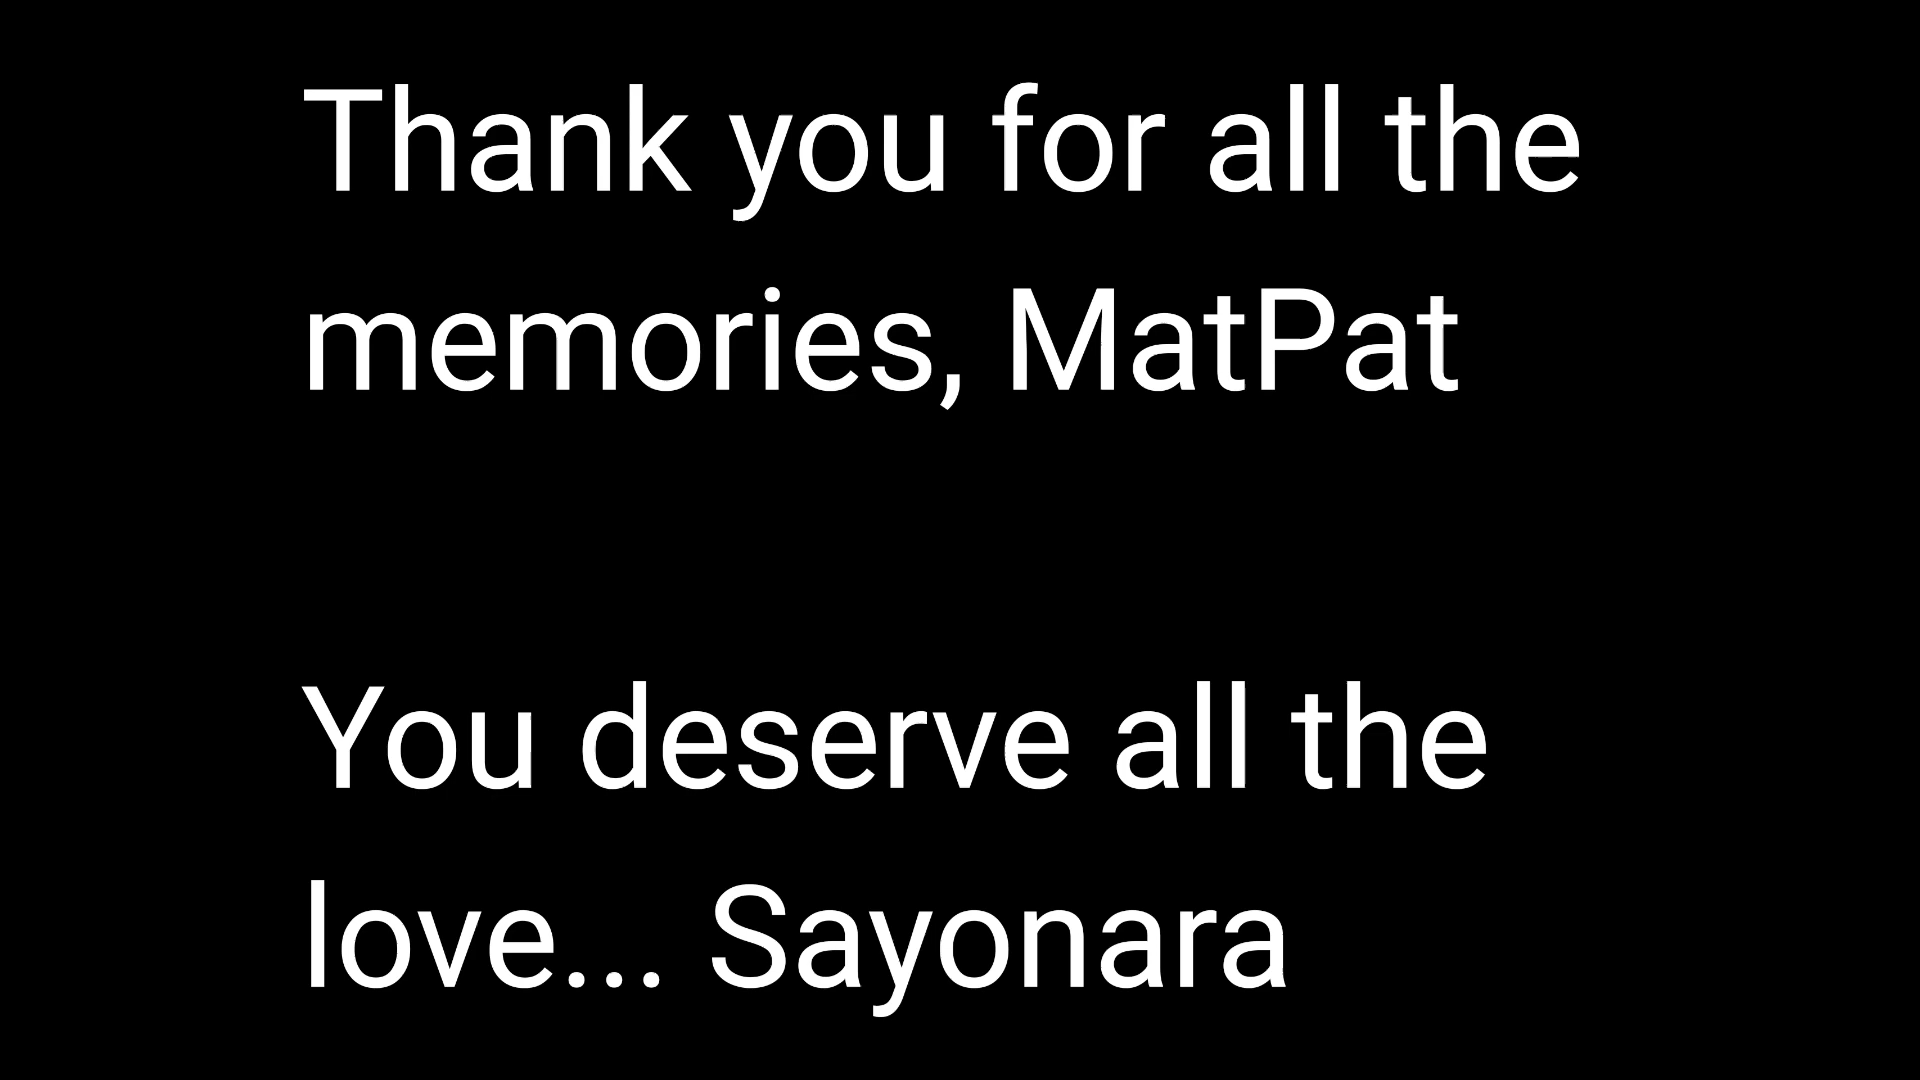 Thank you for all the
memories, MatPat
You deserve all the
love... Sayonara